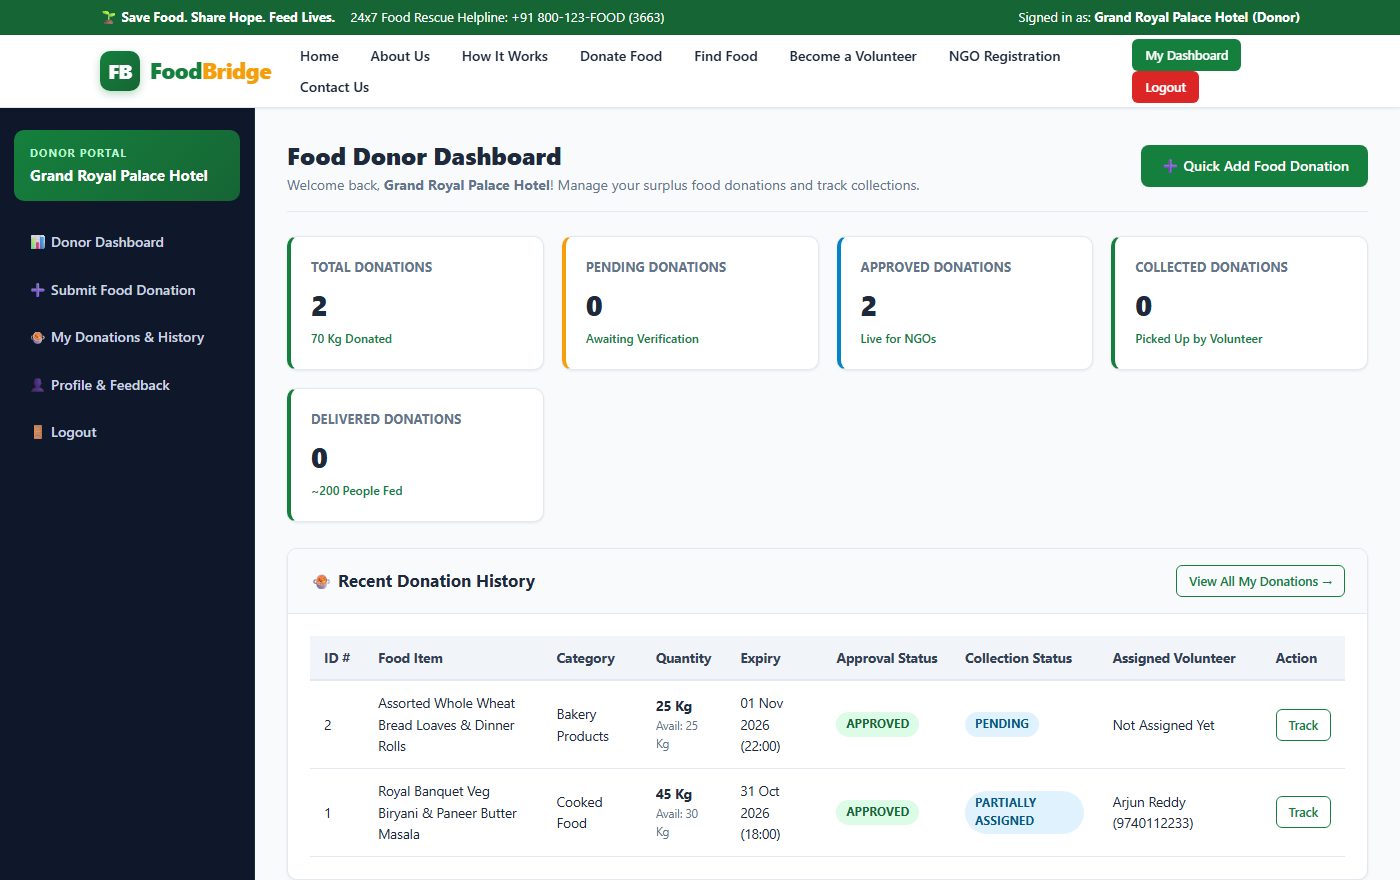 Save Food. Share Hope. Feed Lives. 24x7 Food Rescue Helpline: +91 800-123-FOOD (3663) Signed in as: Grand Royal Palace Hotel (Donor)
FB FoodBridge
Home About Us How It Works Donate Food Find Food Become a Volunteer NGO Registration
Contact Us
My Dashboard
Logout
DONOR PORTAL
Grand Royal Palace Hotel
Donor Dashboard
Submit Food Donation
My Donations & History
Profile & Feedback
Logout
Food Donor Dashboard
Welcome back, Grand Royal Palace Hotel! Manage your surplus food donations and track collections.
Quick Add Food Donation
TOTAL DONATIONS
2
70 Kg Donated
PENDING DONATIONS
0
Awaiting Verification
APPROVED DONATIONS
2
Live for NGOs
COLLECTED DONATIONS
0
Picked Up by Volunteer
DELIVERED DONATIONS
0
~200 People Fed
Recent Donation History
View All My Donations →
ID # Food Item Category Quantity Expiry Approval Status Collection Status Assigned Volunteer Action
2
Assorted Whole Wheat
Bread Loaves & Dinner
Rolls
Bakery
Products
25 Kg
Avail: 25
Kg
01 Nov
2026
(22:00)
APPROVED
PENDING
Not Assigned Yet
Track
1
Royal Banquet Veg
Biryani & Paneer Butter
Masala
Cooked
Food
45 Kg
Avail: 30
Kg
31 Oct
2026
(18:00)
APPROVED
PARTIALLY
ASSIGNED
Arjun Reddy
(9740112233)
Track